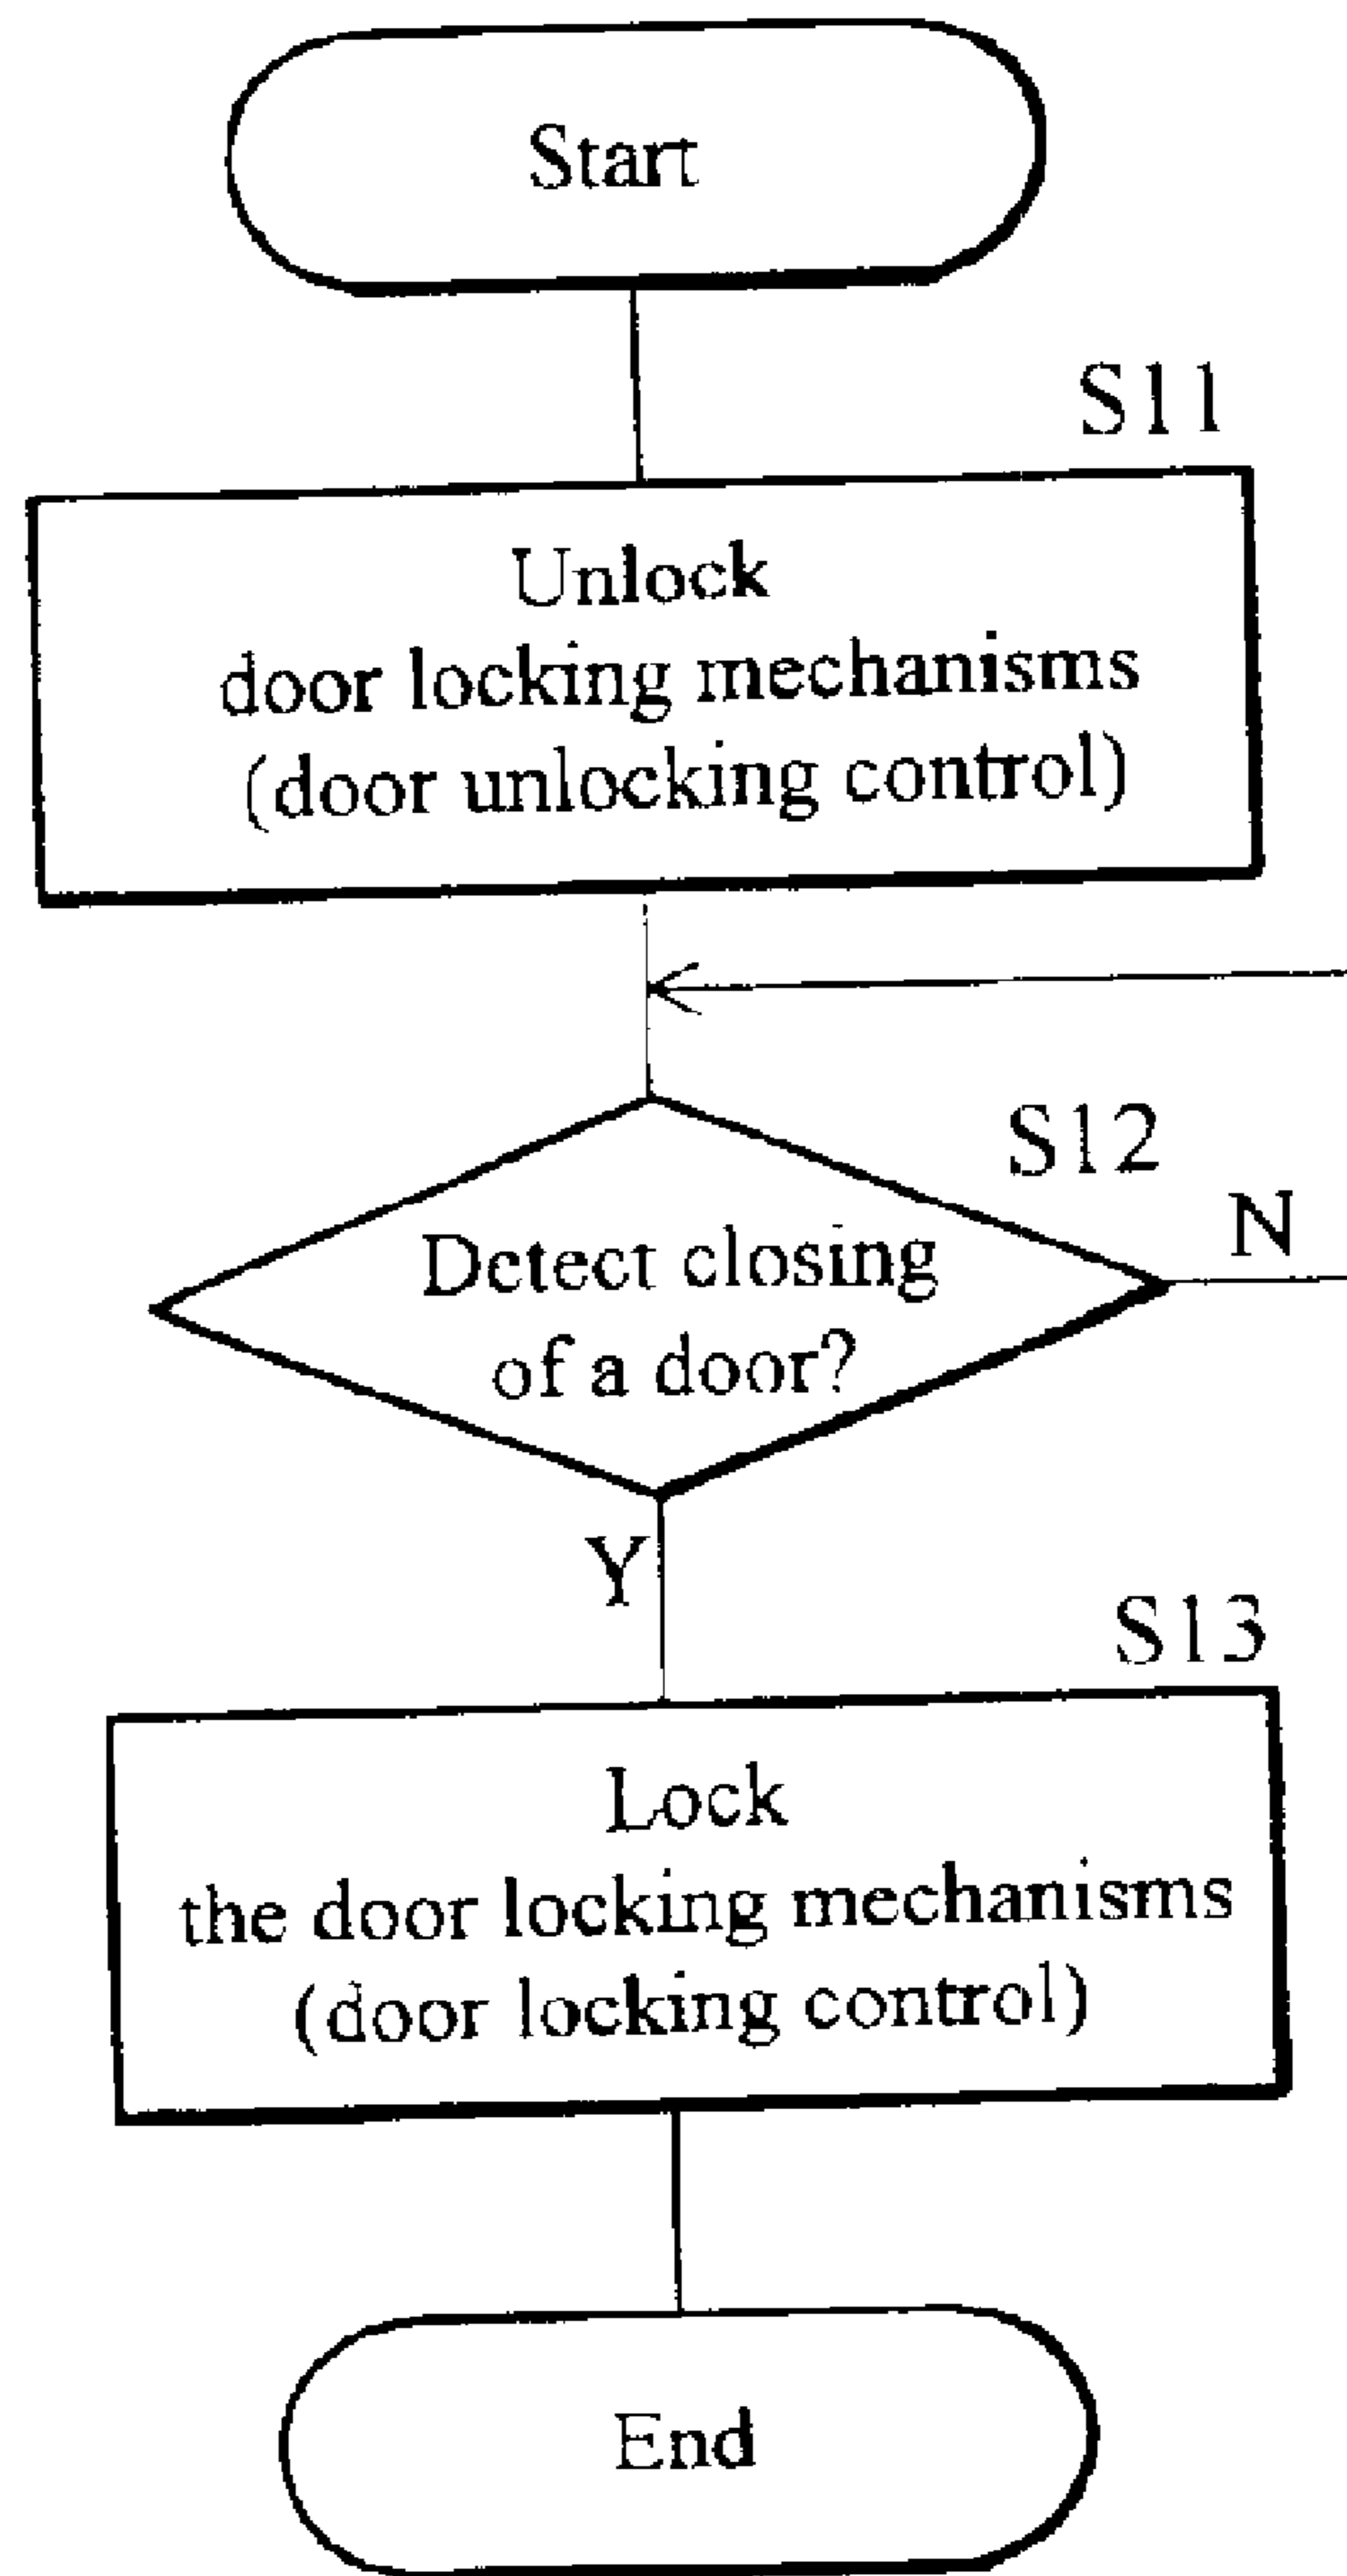 Start
S11
Unlock
door locking mechanisms
(door unlocking control)
S12
N
Detect closing
of a door?
Y
S13
Lock
the door locking mechanisms
(door locking control)
End